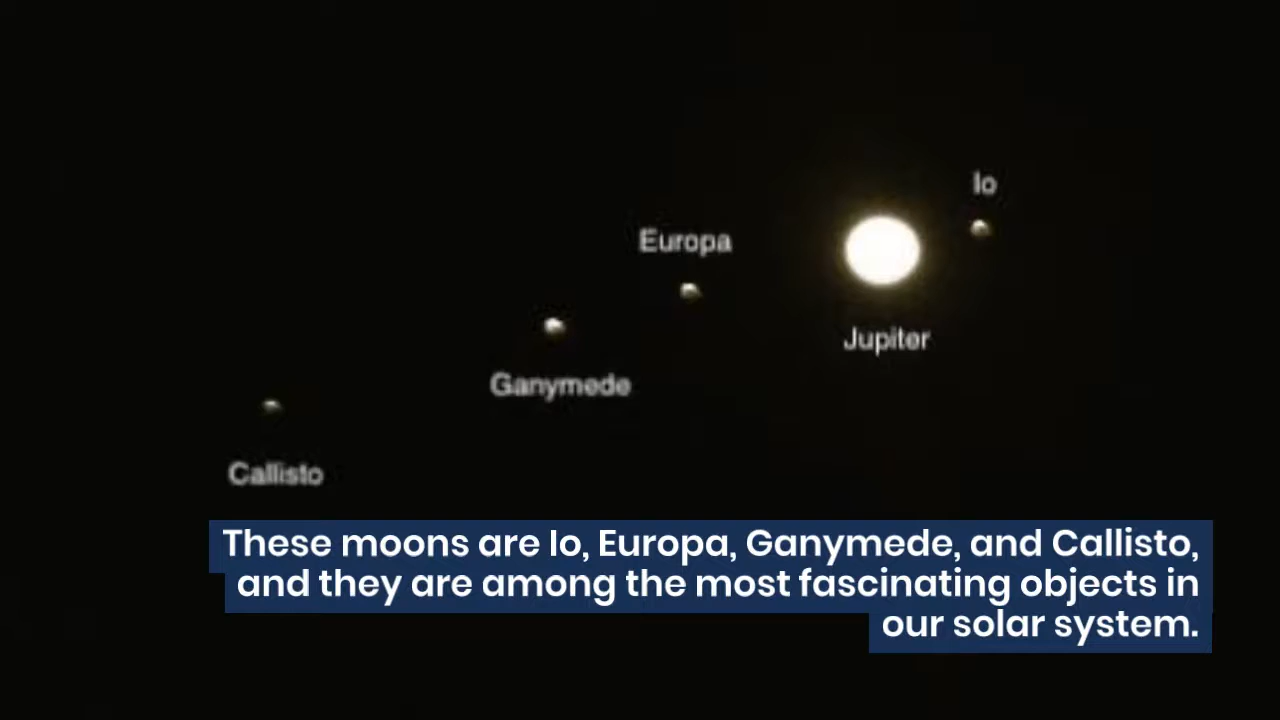 Io
Europa
Jupiter
Ganymede
Callisto
These moons are Io, Europa, Ganymede, and Callisto,
and they are among the most fascinating objects in
our solar system.